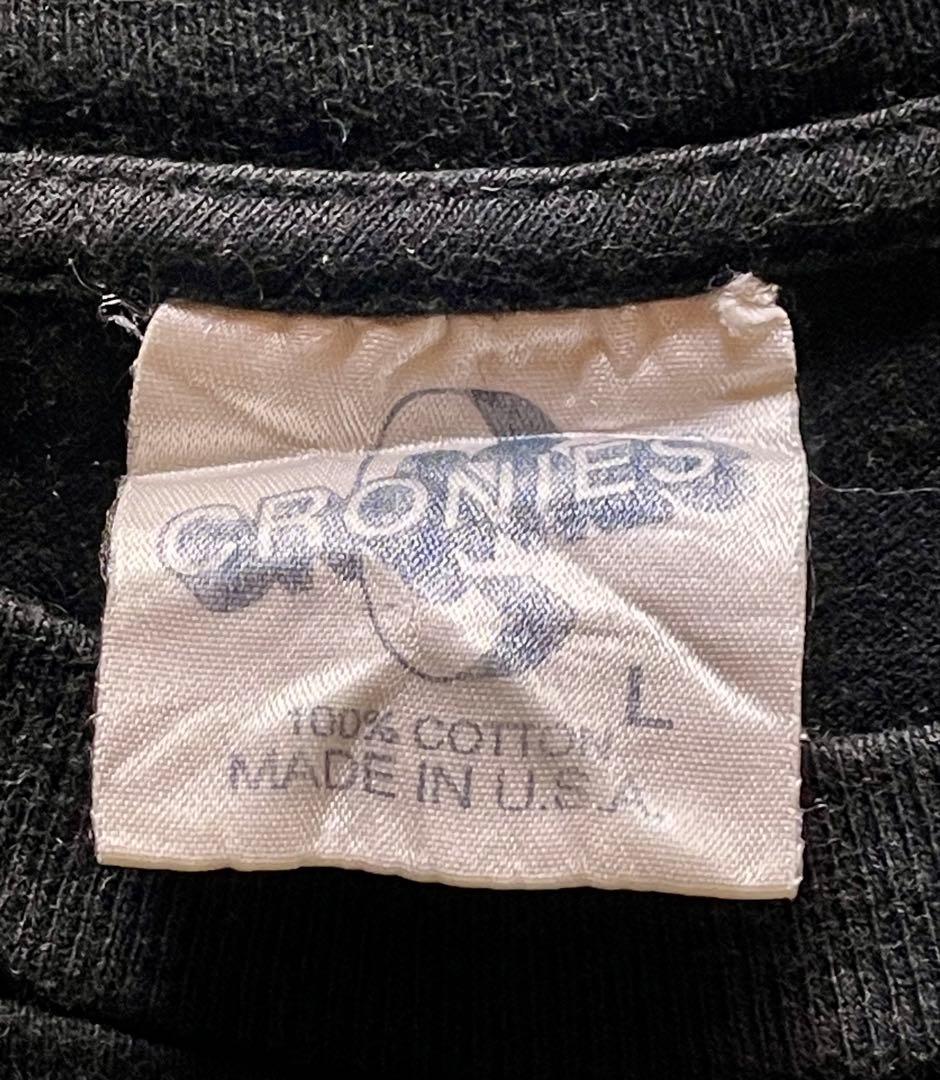 CRONIES
L
100% COTTON
MADE IN U.S.A.